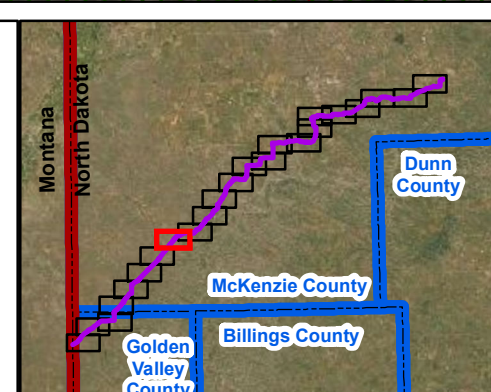 Montana
North Dakota
Dunn
County
McKenzie County
Billings County
Golden
Valley
County